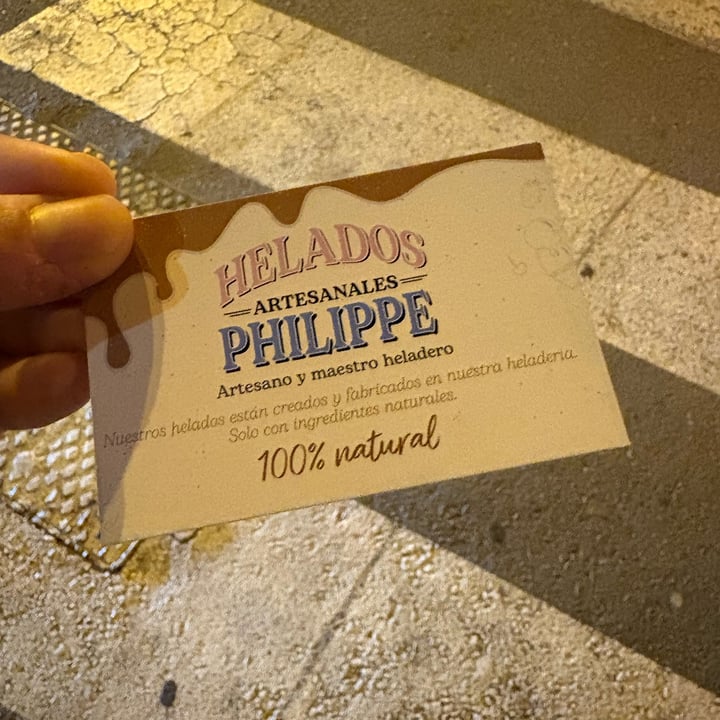 HELADOS
ARTESANALES
PHILIPPE
Artesano y maestro heladero
Nuestros helados están creados y fabricados en nuestra heladeria.
Solo con ingredientes naturales.
100% natural